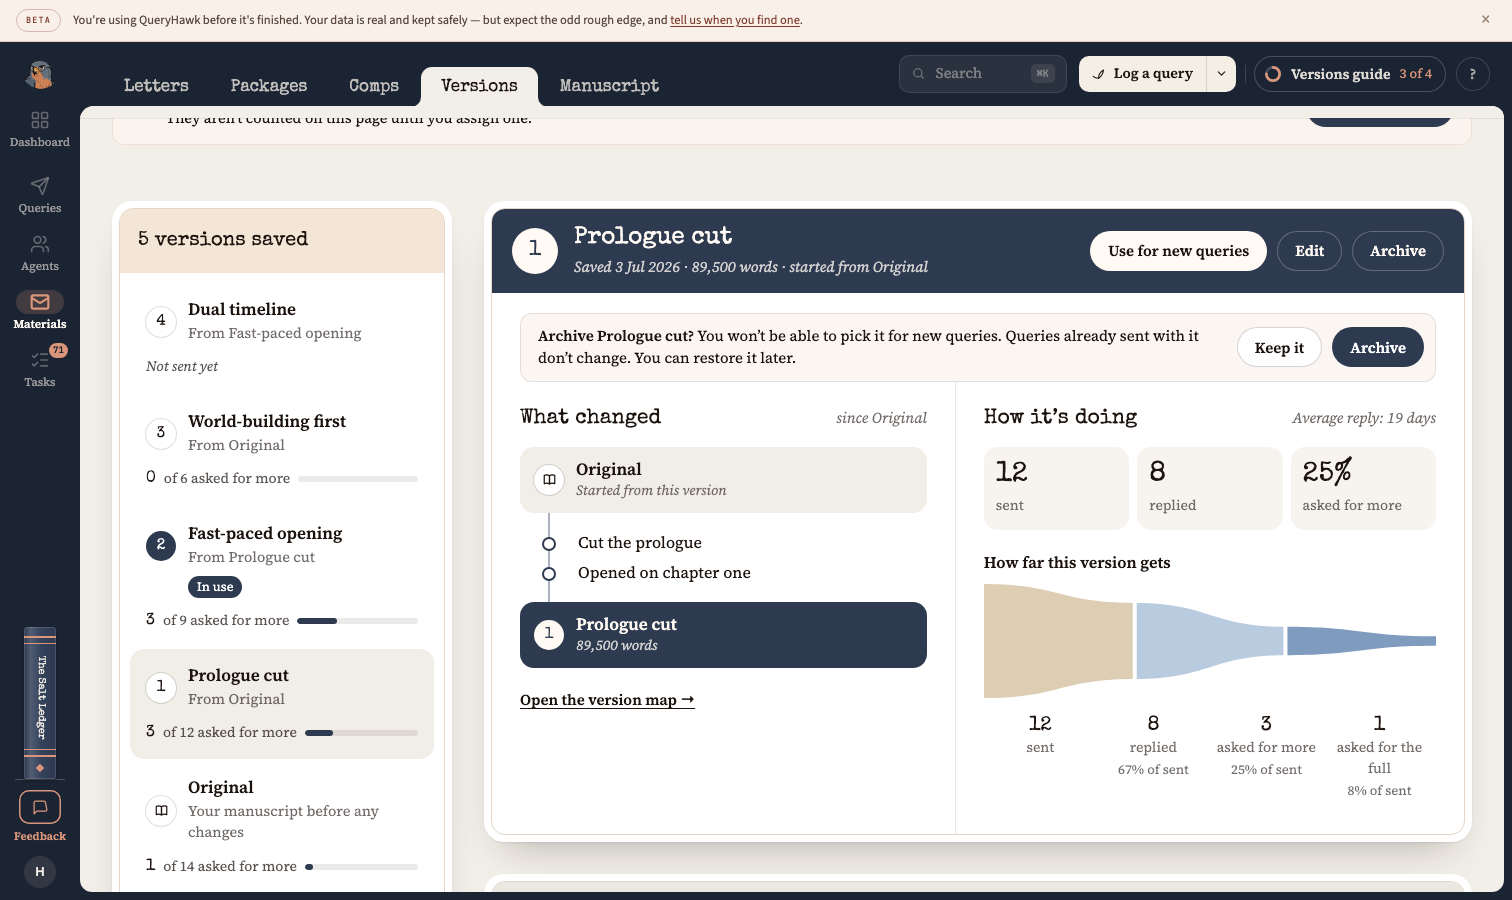 BETA
You're using QueryHawk before it's finished. Your data is real and kept safely — but expect the odd rough edge, and tell us when you find one.
×
Letters
Packages
Comps
Versions
Manuscript
Search
⌘K
Log a query
Versions guide
3 of 4
?
Dashboard
Queries
Agents
Materials
71
Tasks
The Salt Ledger
Feedback
H
They aren't counted on this page until you assign one.
5 versions saved
4
Dual timeline
From Fast-paced opening
Not sent yet
3
World-building first
From Original
0 of 6 asked for more
2
Fast-paced opening
From Prologue cut
In use
3 of 9 asked for more
1
Prologue cut
From Original
3 of 12 asked for more
Original
Your manuscript before any
changes
1 of 14 asked for more
1
Prologue cut
Saved 3 Jul 2026 · 89,500 words · started from Original
Use for new queries
Edit
Archive
Archive Prologue cut? You won’t be able to pick it for new queries. Queries already sent with it
don’t change. You can restore it later.
Keep it
Archive
What changed
since Original
Original
Started from this version
Cut the prologue
Opened on chapter one
1
Prologue cut
89,500 words
Open the version map →
How it’s doing
Average reply: 19 days
12
sent
8
replied
25%
asked for more
How far this version gets
12
sent
8
replied
67% of sent
3
asked for more
25% of sent
1
asked for the
full
8% of sent